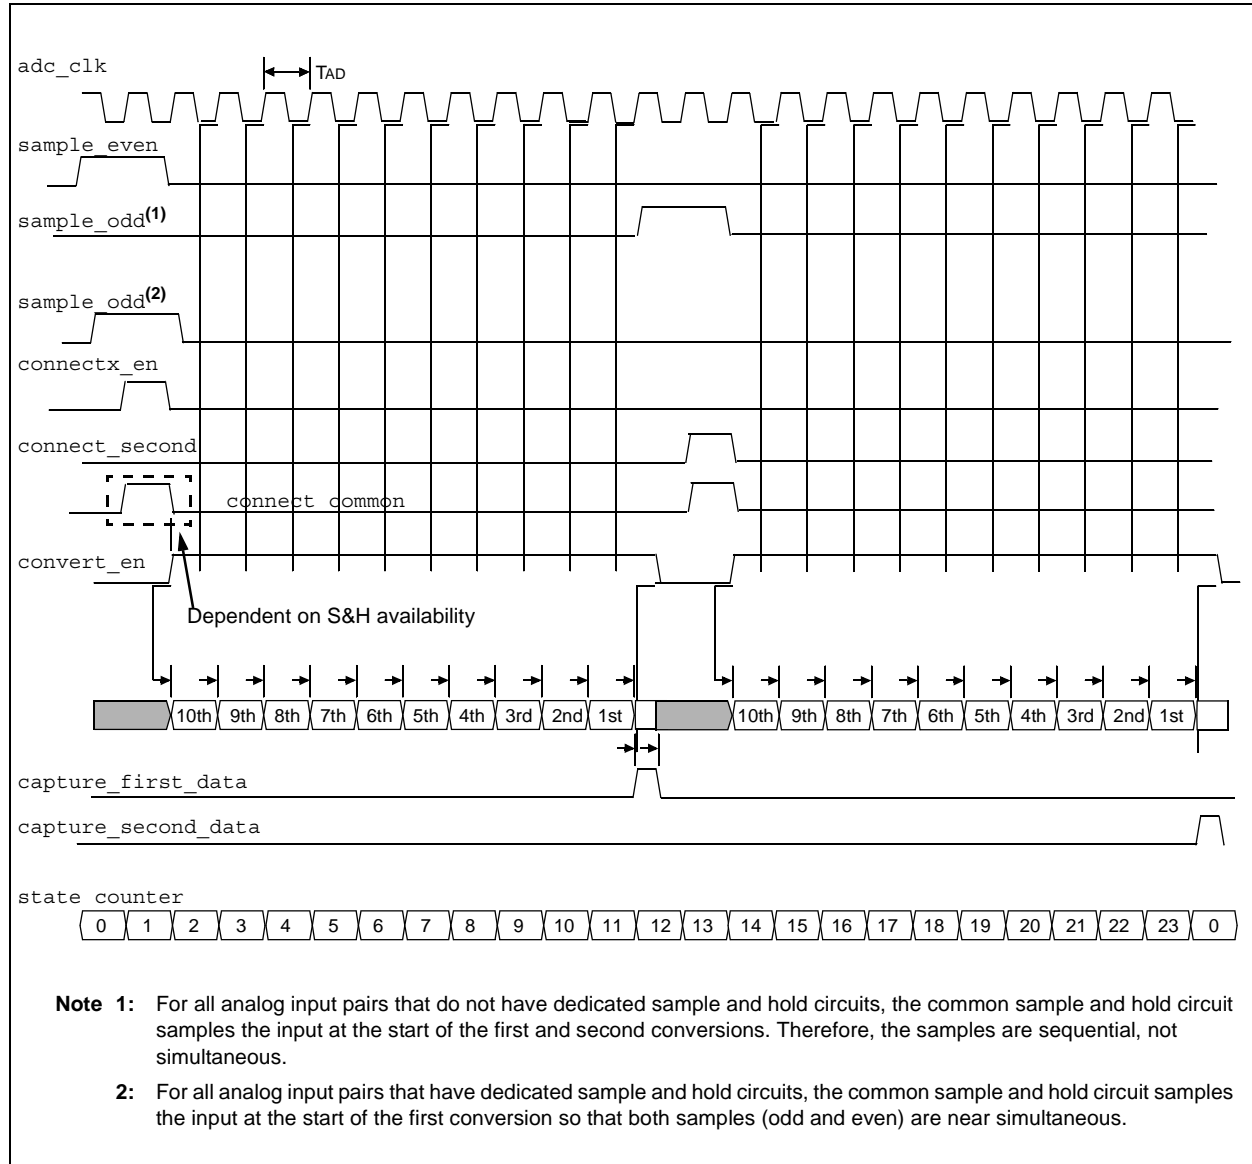 adc_clk
TAD
sample_even
sample_odd(1)
sample_odd(2)
connectx_en
connect_second
connect_common
convert_en
Dependent on S&H availability
10th 9th 8th 7th 6th 5th 4th 3rd 2nd 1st 10th 9th 8th 7th 6th 5th 4th 3rd 2nd 1st
capture_first_data
capture_second_data
state counter
0 1 2 3 4 5 6 7 8 9 10 11 12 13 14 15 16 17 18 19 20 21 22 23 0
Note 1: For all analog input pairs that do not have dedicated sample and hold circuits, the common sample and hold circuit
samples the input at the start of the first and second conversions. Therefore, the samples are sequential, not
simultaneous.
2: For all analog input pairs that have dedicated sample and hold circuits, the common sample and hold circuit samples
the input at the start of the first conversion so that both samples (odd and even) are near simultaneous.